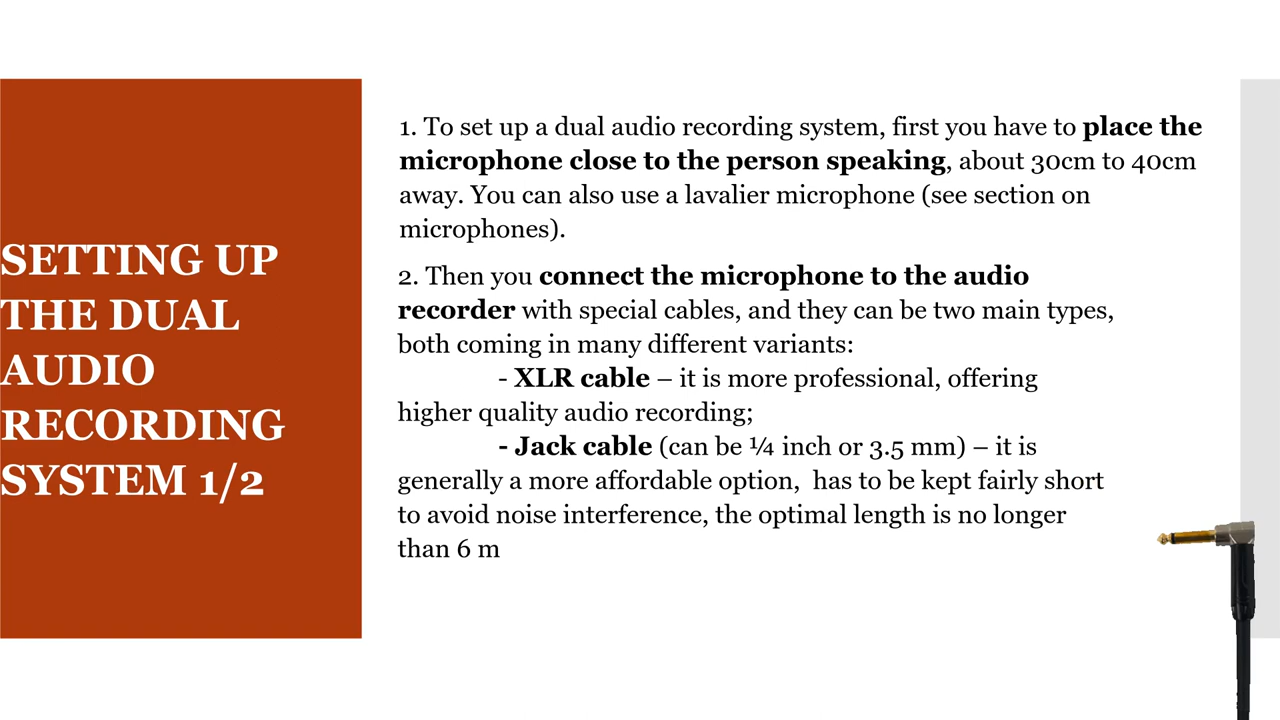 SETTING UP
THE DUAL
AUDIO
RECORDING
SYSTEM 1/2
1. To set up a dual audio recording system, first you have to place the
microphone close to the person speaking, about 30cm to 40cm
away. You can also use a lavalier microphone (see section on
microphones).
2. Then you connect the microphone to the audio
recorder with special cables, and they can be two main types,
both coming in many different variants:
- XLR cable – it is more professional, offering
higher quality audio recording;
- Jack cable (can be ¼ inch or 3.5 mm) – it is
generally a more affordable option,  has to be kept fairly short
to avoid noise interference, the optimal length is no longer
than 6 m